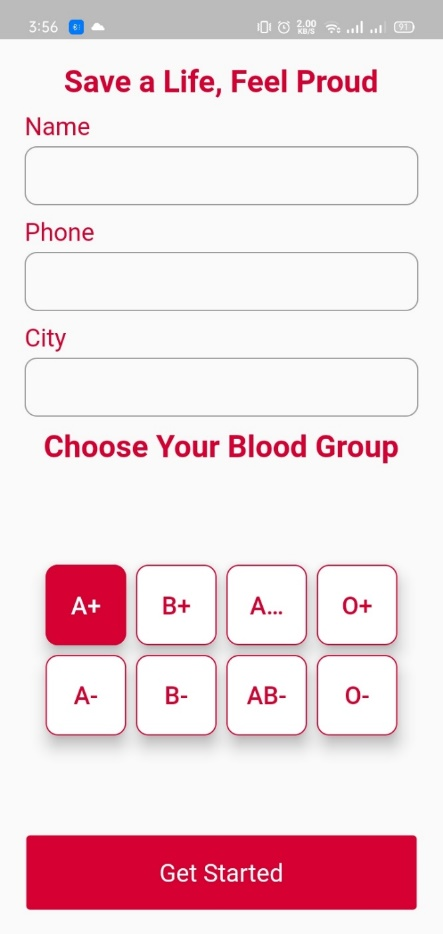 3:56
2.00
KB/S
91
Save a Life, Feel Proud
Name
Phone
City
Choose Your Blood Group
A+ B+ A... O+
A- B- AB- O-
Get Started